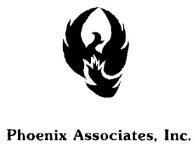 Phoenix Associates, Inc.